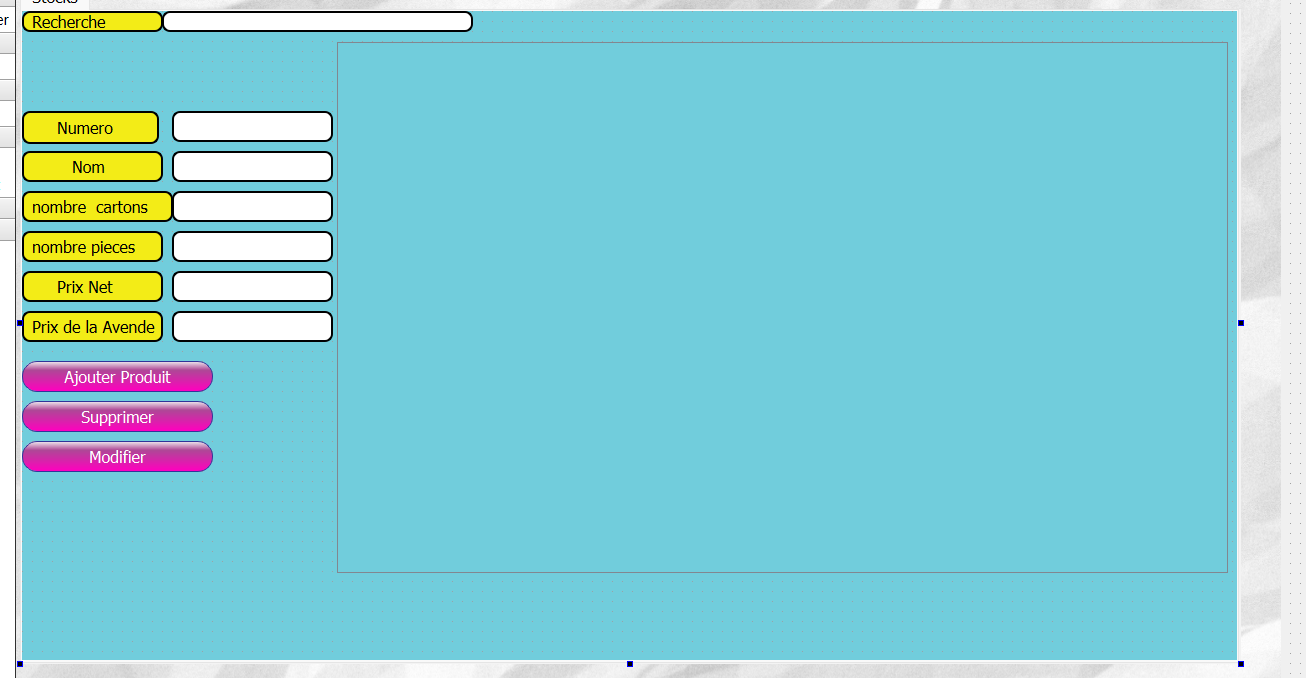 Stocks
er
Recherche
Numero
Nom
nombre  cartons
nombre pieces
Prix Net
Prix de la Avende
Ajouter Produit
Supprimer
Modifier